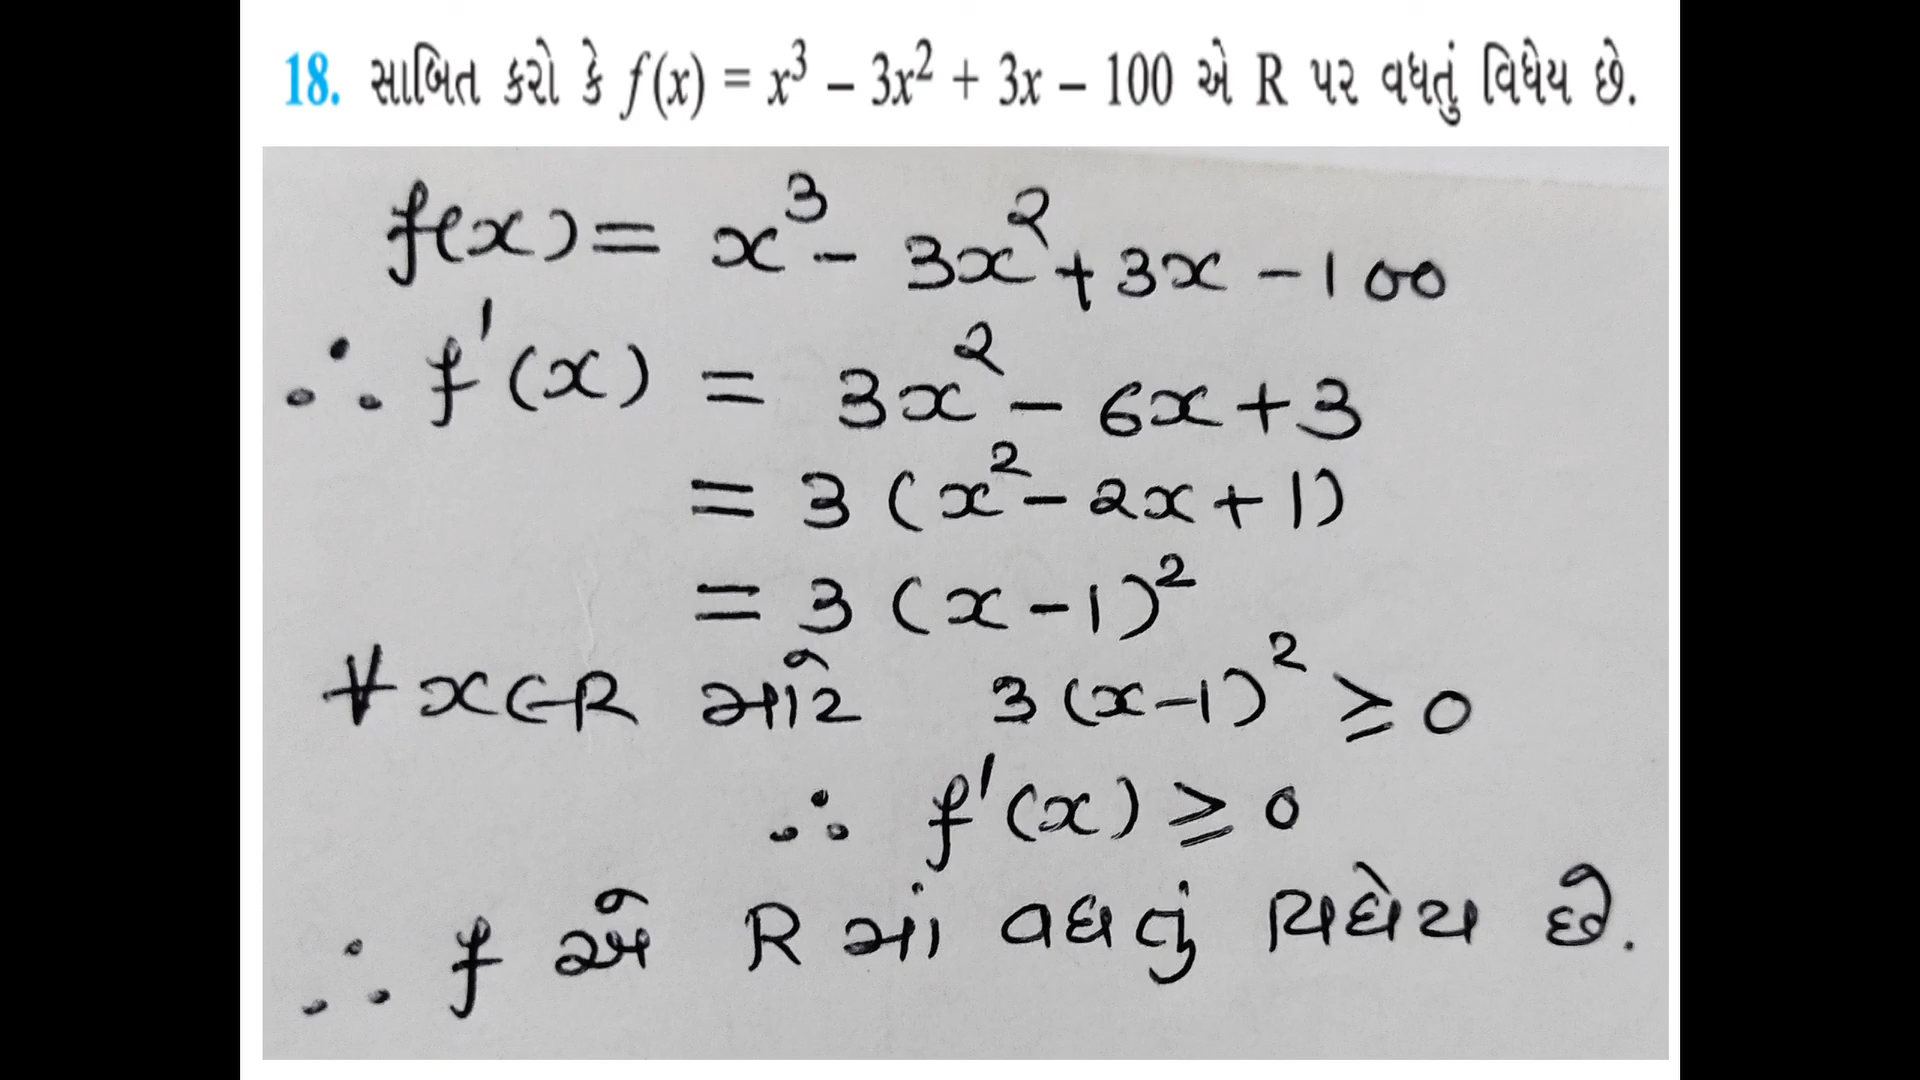 18. સાબિત કરો કે f(x) = x³ – 3x² + 3x – 100 એ R પર વધતું વિધેય છે.
f(x) = x³ - 3x² + 3x - 100
∴ f'(x) = 3x² - 6x + 3
= 3 (x² - 2x + 1)
= 3 (x - 1)²
∀ x ∈ R માટે 3 (x-1)² ≥ 0
∴ f'(x) ≥ 0
∴ f એ R માં વધતું વિધેય છે.